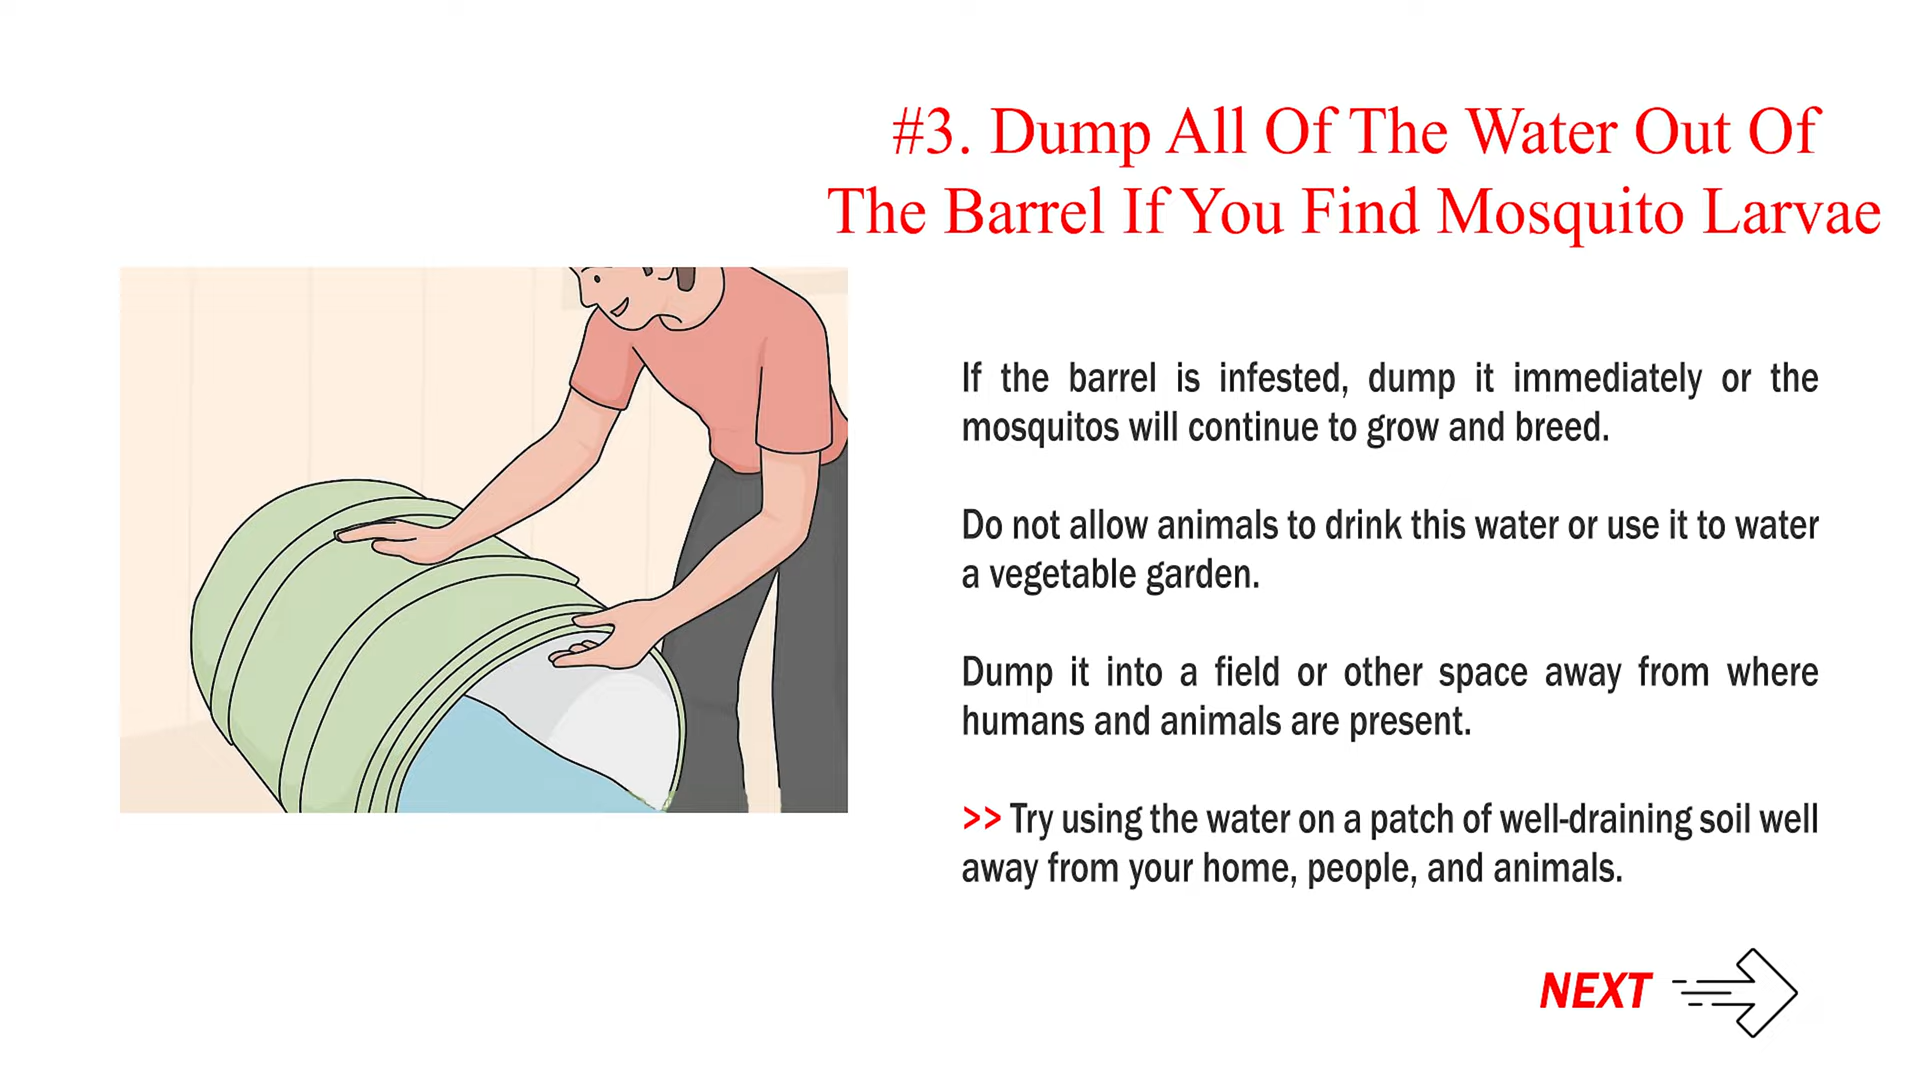 #3. Dump All Of The Water Out Of
The Barrel If You Find Mosquito Larvae
If the barrel is infested, dump it immediately or the
mosquitos will continue to grow and breed.
Do not allow animals to drink this water or use it to water
a vegetable garden.
Dump it into a field or other space away from where
humans and animals are present.
>> Try using the water on a patch of well-draining soil well
away from your home, people, and animals.
NEXT